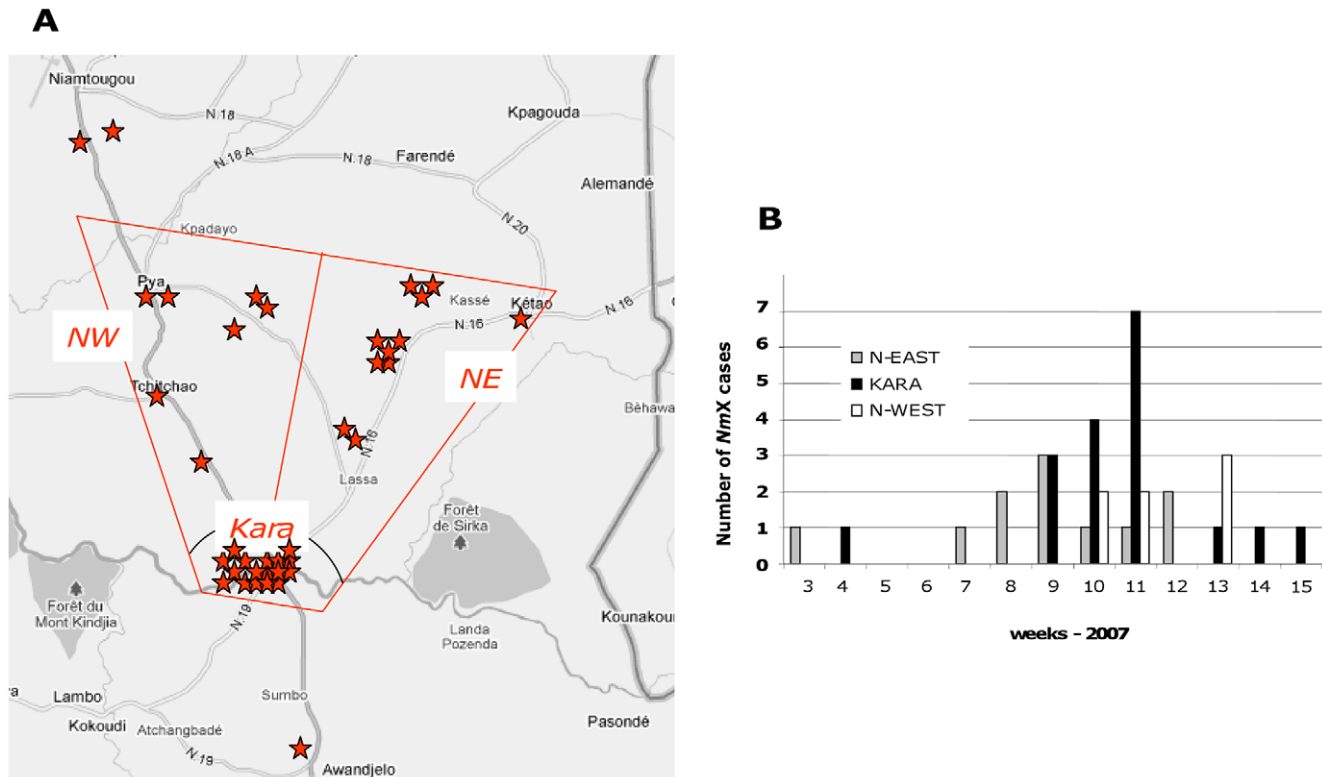 A
Niamtougou
N.18
Kpagouda
N.18 A
N.18
Farendé
Alemandé
Kpadayo
N.20
Pya
Kassé
Kétao
N.16
N.16
NW
NE
Tchitchao
Bèhawa
N.16
Lassa
Kara
Forêt
de Sirka
Forêt du
Mont Kindjia
N.19
Kounakour
Landa
Pozenda
Lambo
Sumbo
Kokoudi
Atchangbadé
Pasondé
N.19
Awandjelo
B
Number of NmX cases
7
6
5
4
3
2
1
0
N-EAST
KARA
N-WEST
3 4 5 6 7 8 9 10 11 12 13 14 15
weeks - 2007